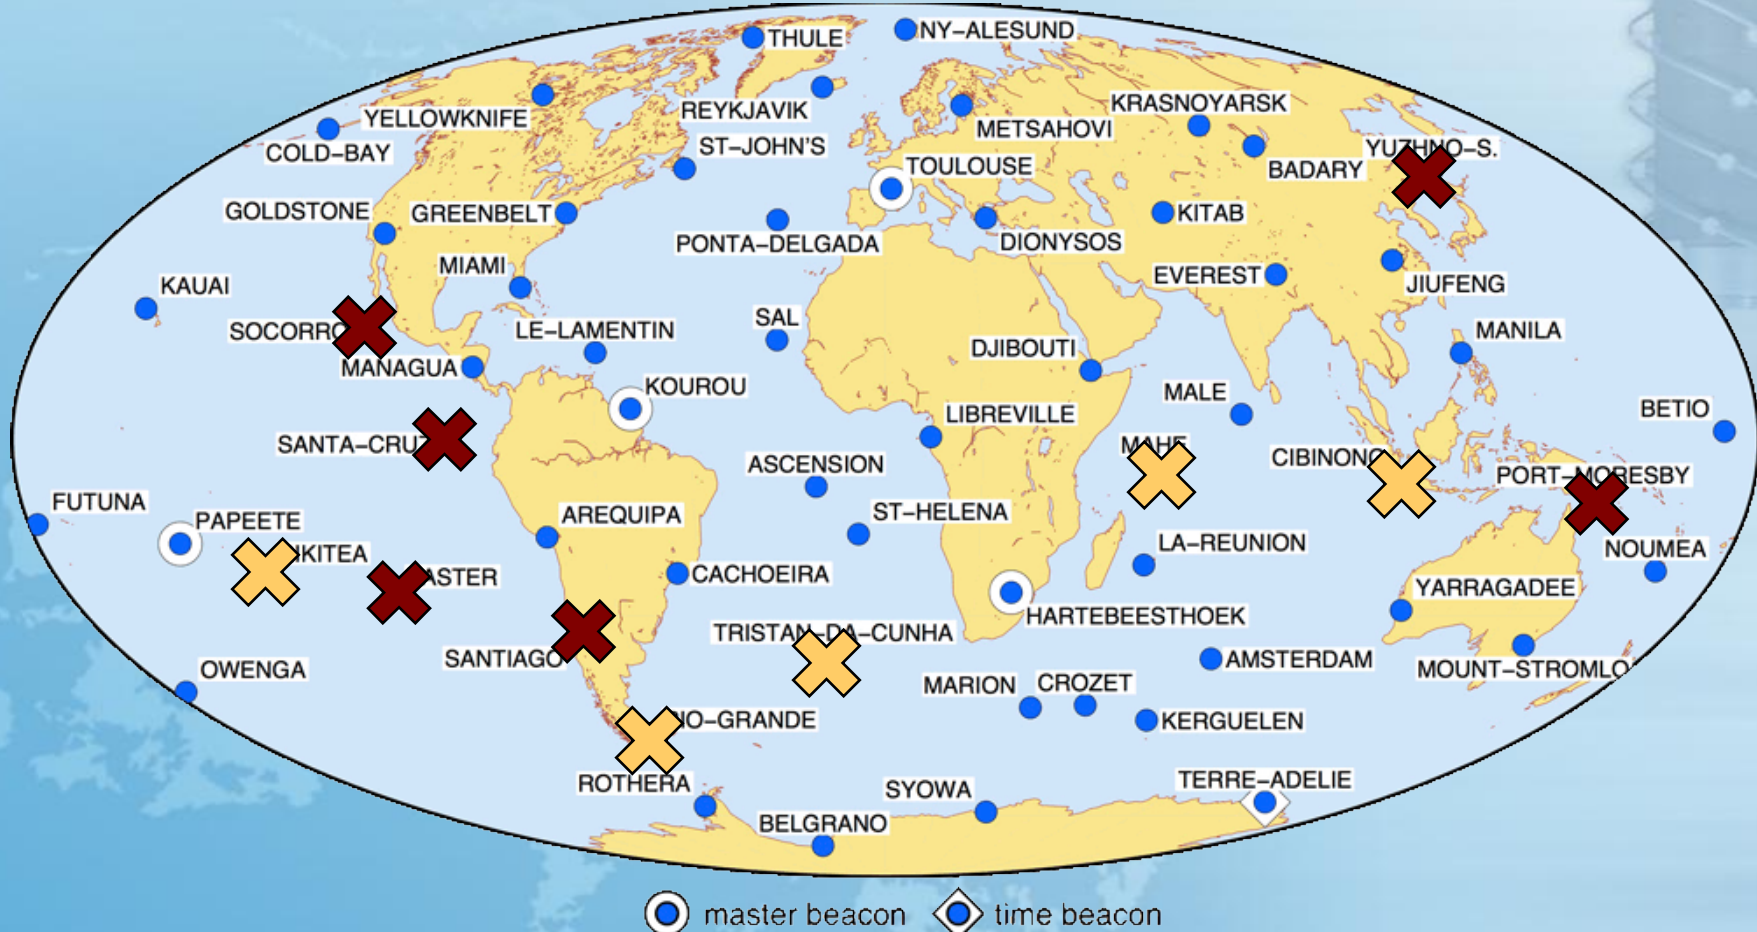 THULE
NY-ALESUND
YELLOWKNIFE
REYKJAVIK
KRASNOYARSK
COLD-BAY
ST-JOHN'S
METSAHOVI
YUZHNO-S.
TOULOUSE
BADARY
GOLDSTONE
GREENBELT
KITAB
PONTA-DELGADA
DIONYSOS
MIAMI
EVEREST
JIUFENG
KAUAI
SOCORRO
LE-LAMENTIN
SAL
MANILA
MANAGUA
DJIBOUTI
KOUROU
MALE
LIBREVILLE
BETIO
SANTA-CRUZ
MAHE
ASCENSION
CIBINONG
PORT-MORESBY
FUTUNA
PAPEETE
AREQUIPA
ST-HELENA
IKITEA
LA-REUNION
NOUMEA
ASTER
CACHOEIRA
YARRAGADEE
HARTEBEESTHOEK
TRISTAN-DA-CUNHA
SANTIAGO
OWENGA
AMSTERDAM
MOUNT-STROMLO
MARION
CROZET
IO-GRANDE
KERGUELEN
ROTHERA
SYOWA
TERRE-ADELIE
BELGRANO
master beacon
time beacon